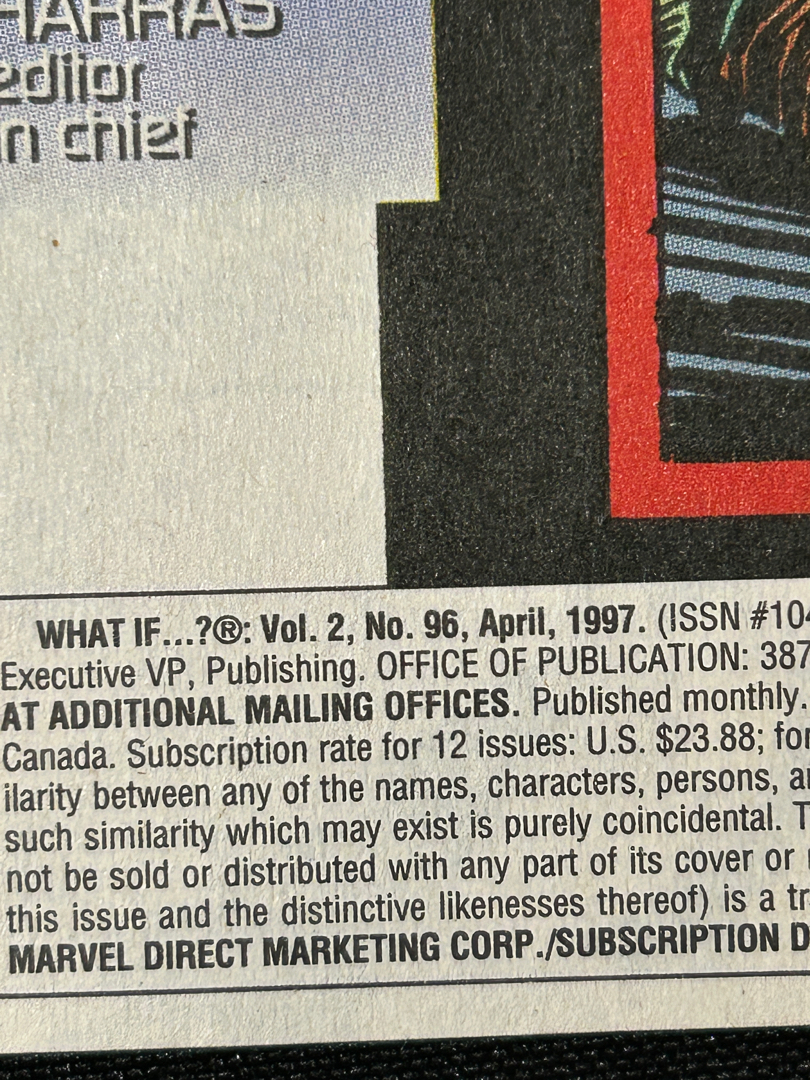 HARRAS
editor
in chief
WHAT IF...?®: Vol. 2, No. 96, April, 1997. (ISSN #104
Executive VP, Publishing. OFFICE OF PUBLICATION: 387
AT ADDITIONAL MAILING OFFICES. Published monthly.
Canada. Subscription rate for 12 issues: U.S. $23.88; for
ilarity between any of the names, characters, persons, a
such similarity which may exist is purely coincidental. T
not be sold or distributed with any part of its cover or
this issue and the distinctive likenesses thereof) is a tr
MARVEL DIRECT MARKETING CORP./SUBSCRIPTION D